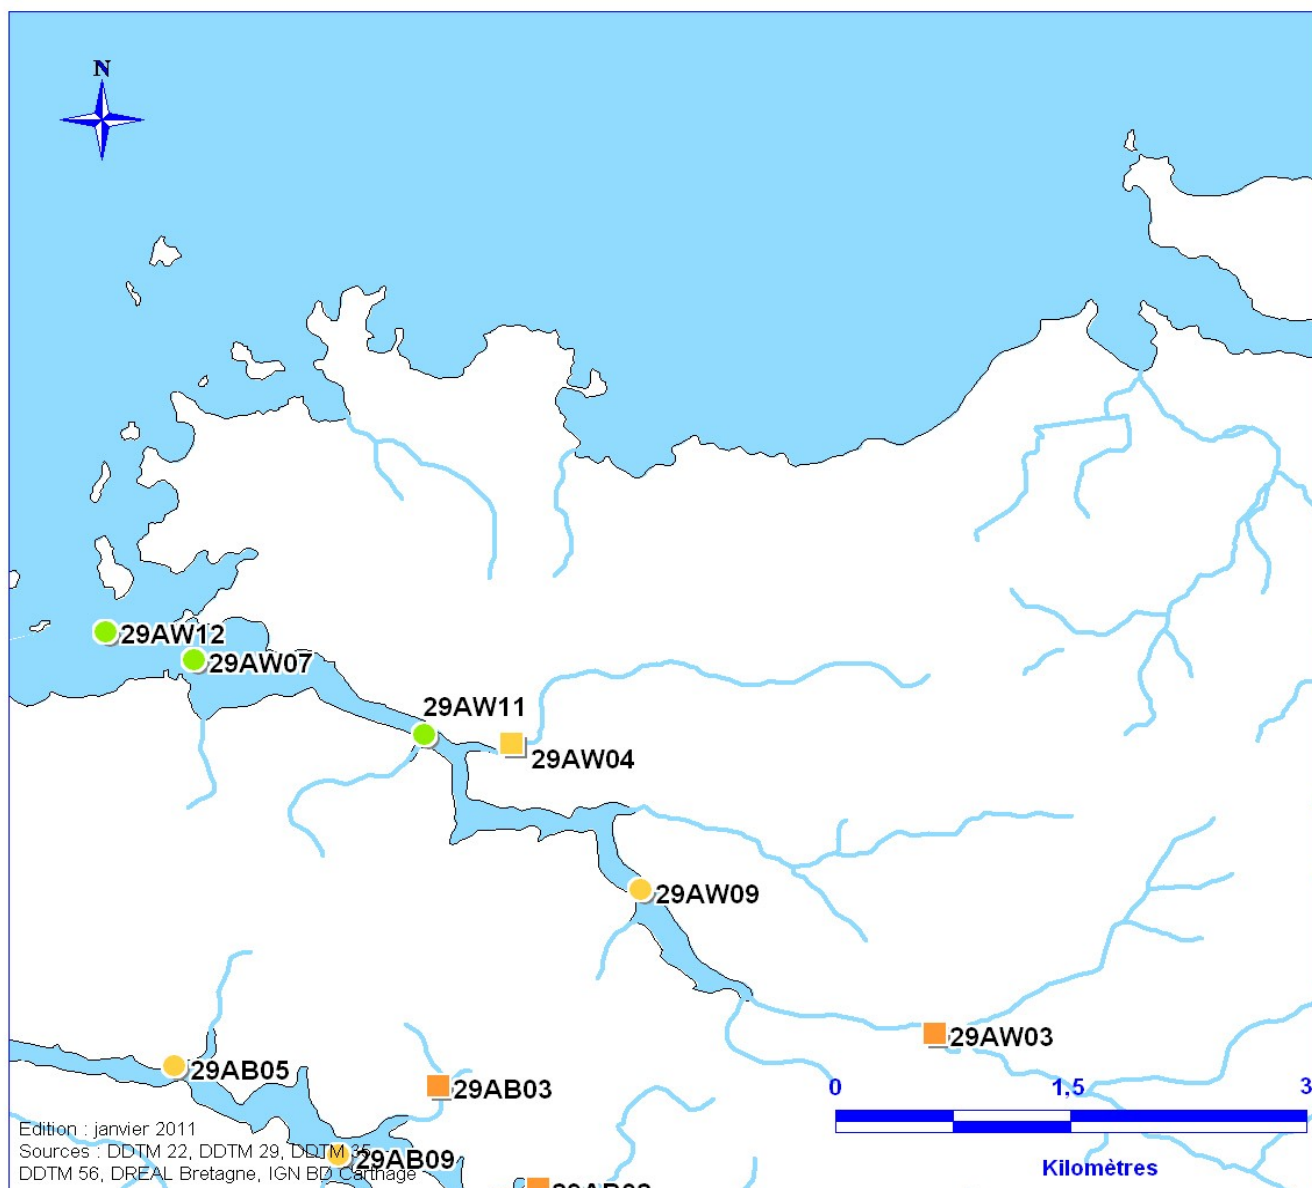 N
29AW12
29AW07
29AW11
29AW04
29AW09
29AW03
29AB05
29AB03
0 1,5 3
Edition : janvier 2011
Sources : DDTM 22, DDTM 29, DDTM 35,
29AB09
DDTM 56, DREAL Bretagne, IGN BD Carthage
Kilomètres